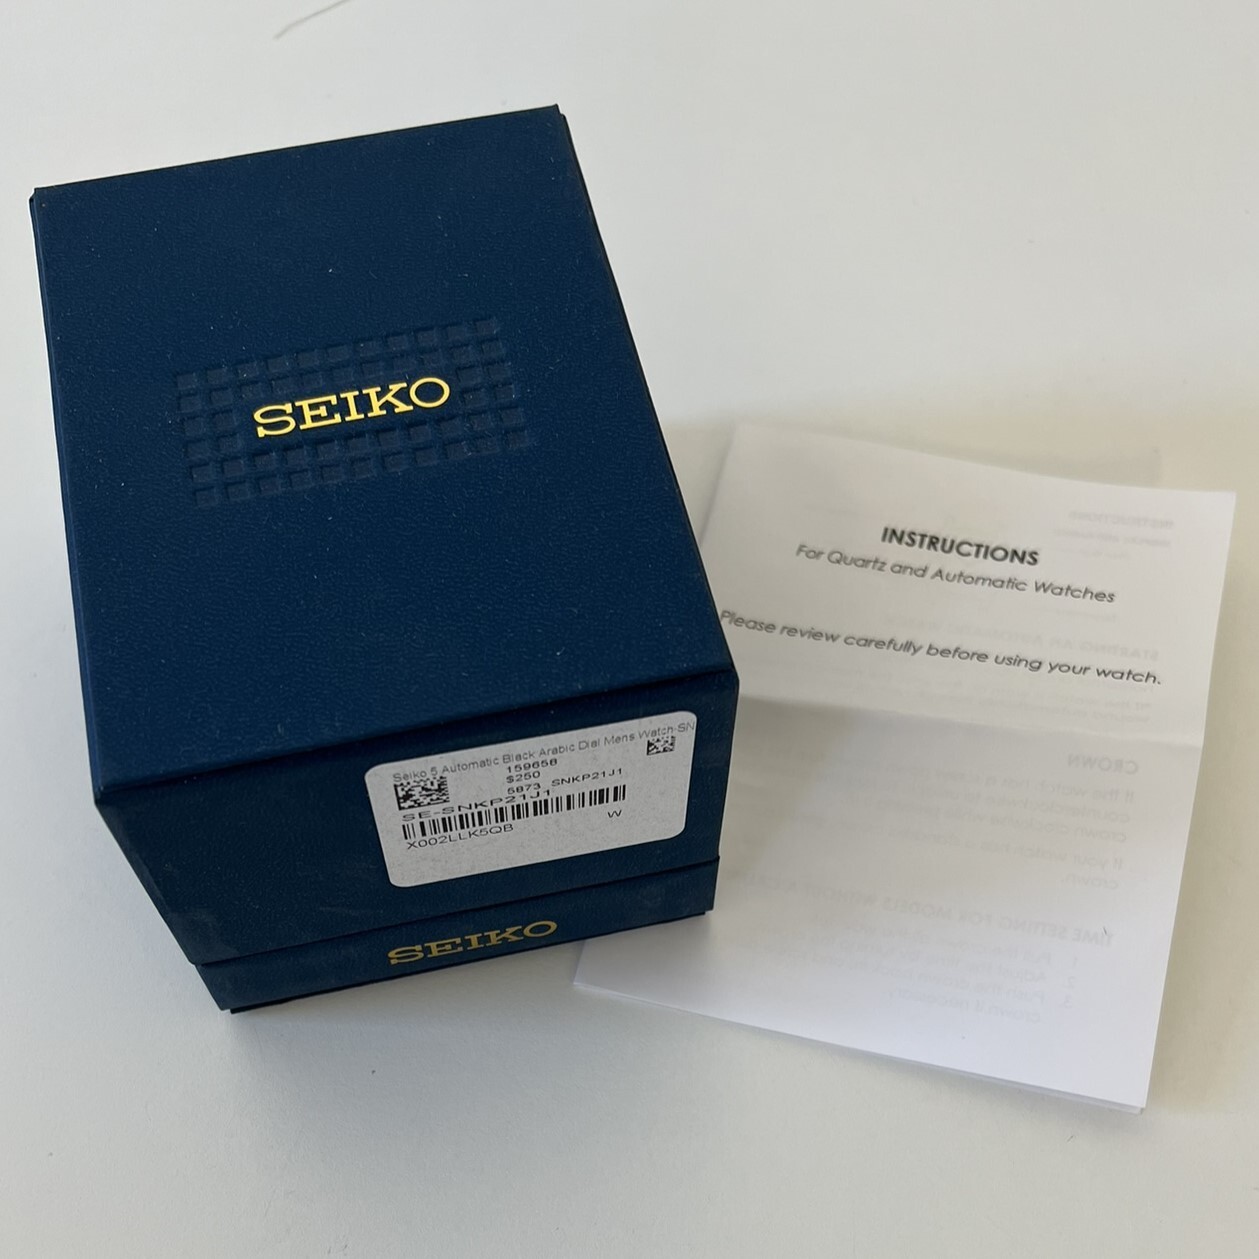 SEIKO
Seiko 5 Automatic Black Arabic Dial Mens Watch SN
159658
$250
5873 SNKP21J1
SE-SNKP21J1
X002LLK5QB
W
SEIKO
INSTRUCTIONS
For Quartz and Automatic Watches
Please review carefully before using your watch.